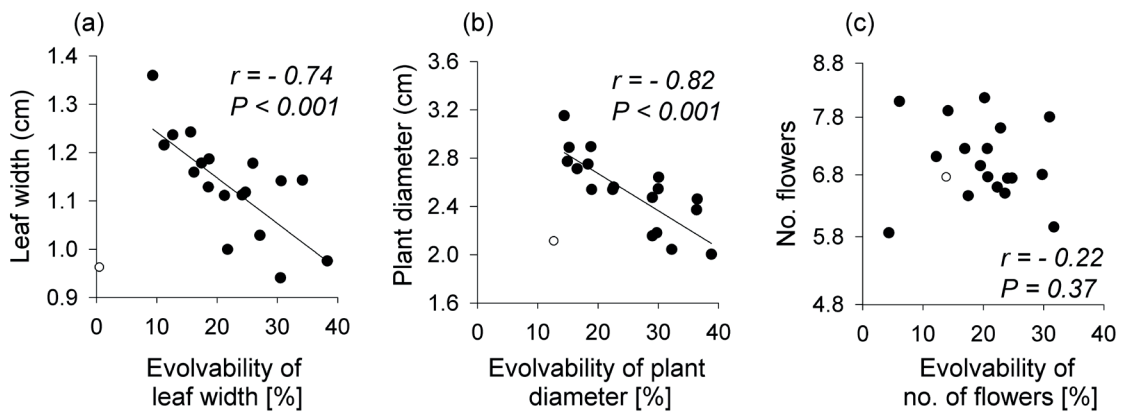 (a)
r = - 0.74
P < 0.001
Leaf width (cm)
1.4
1.3
1.2
1.1
1.0
0.9
0 10 20 30 40
Evolvability of
leaf width [%]
(b)
r = - 0.82
P < 0.001
Plant diameter (cm)
3.6
3.2
2.8
2.4
2.0
1.6
0 10 20 30 40
Evolvability of plant
diameter [%]
(c)
No. flowers
8.8
7.8
6.8
5.8
4.8
r = - 0.22
P = 0.37
0 10 20 30 40
Evolvability of
no. of flowers [%]